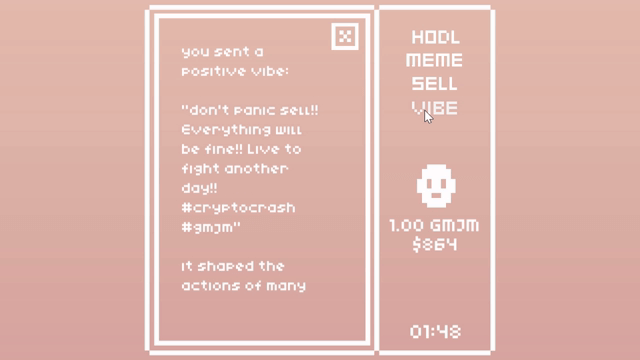 you sent a
positive vibe:
"don't panic sell!!
Everything will
be fine!! Live to
fight another
day!!
#cryptocrash
#gmjm"
it shaped the
actions of many
X
HODL
MEME
SELL
VIBE
1.00 GMJM
$864
01:48